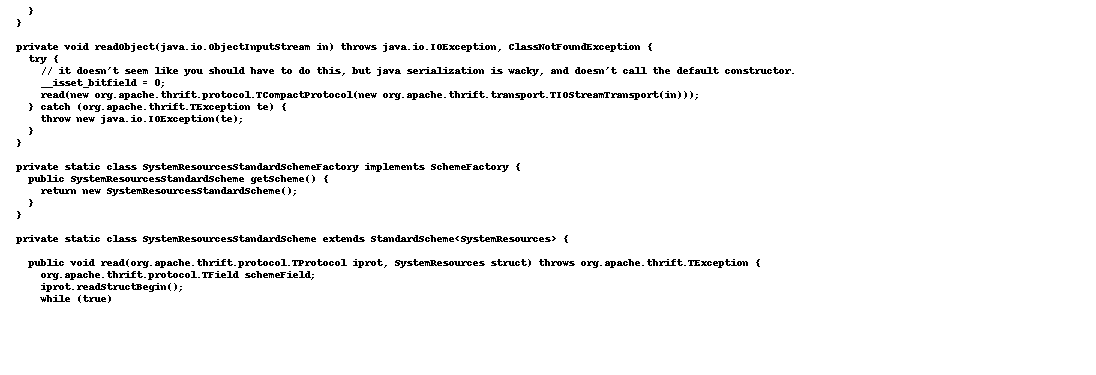 }
  }

  private void readObject(java.io.ObjectInputStream in) throws java.io.IOException, ClassNotFoundException {
    try {
      // it doesn't seem like you should have to do this, but java serialization is wacky, and doesn't call the default constructor.
      __isset_bitfield = 0;
      read(new org.apache.thrift.protocol.TCompactProtocol(new org.apache.thrift.transport.TIOStreamTransport(in)));
    } catch (org.apache.thrift.TException te) {
      throw new java.io.IOException(te);
    }
  }

  private static class SystemResourcesStandardSchemeFactory implements SchemeFactory {
    public SystemResourcesStandardScheme getScheme() {
      return new SystemResourcesStandardScheme();
    }
  }

  private static class SystemResourcesStandardScheme extends StandardScheme<SystemResources> {

    public void read(org.apache.thrift.protocol.TProtocol iprot, SystemResources struct) throws org.apache.thrift.TException {
      org.apache.thrift.protocol.TField schemeField;
      iprot.readStructBegin();
      while (true)